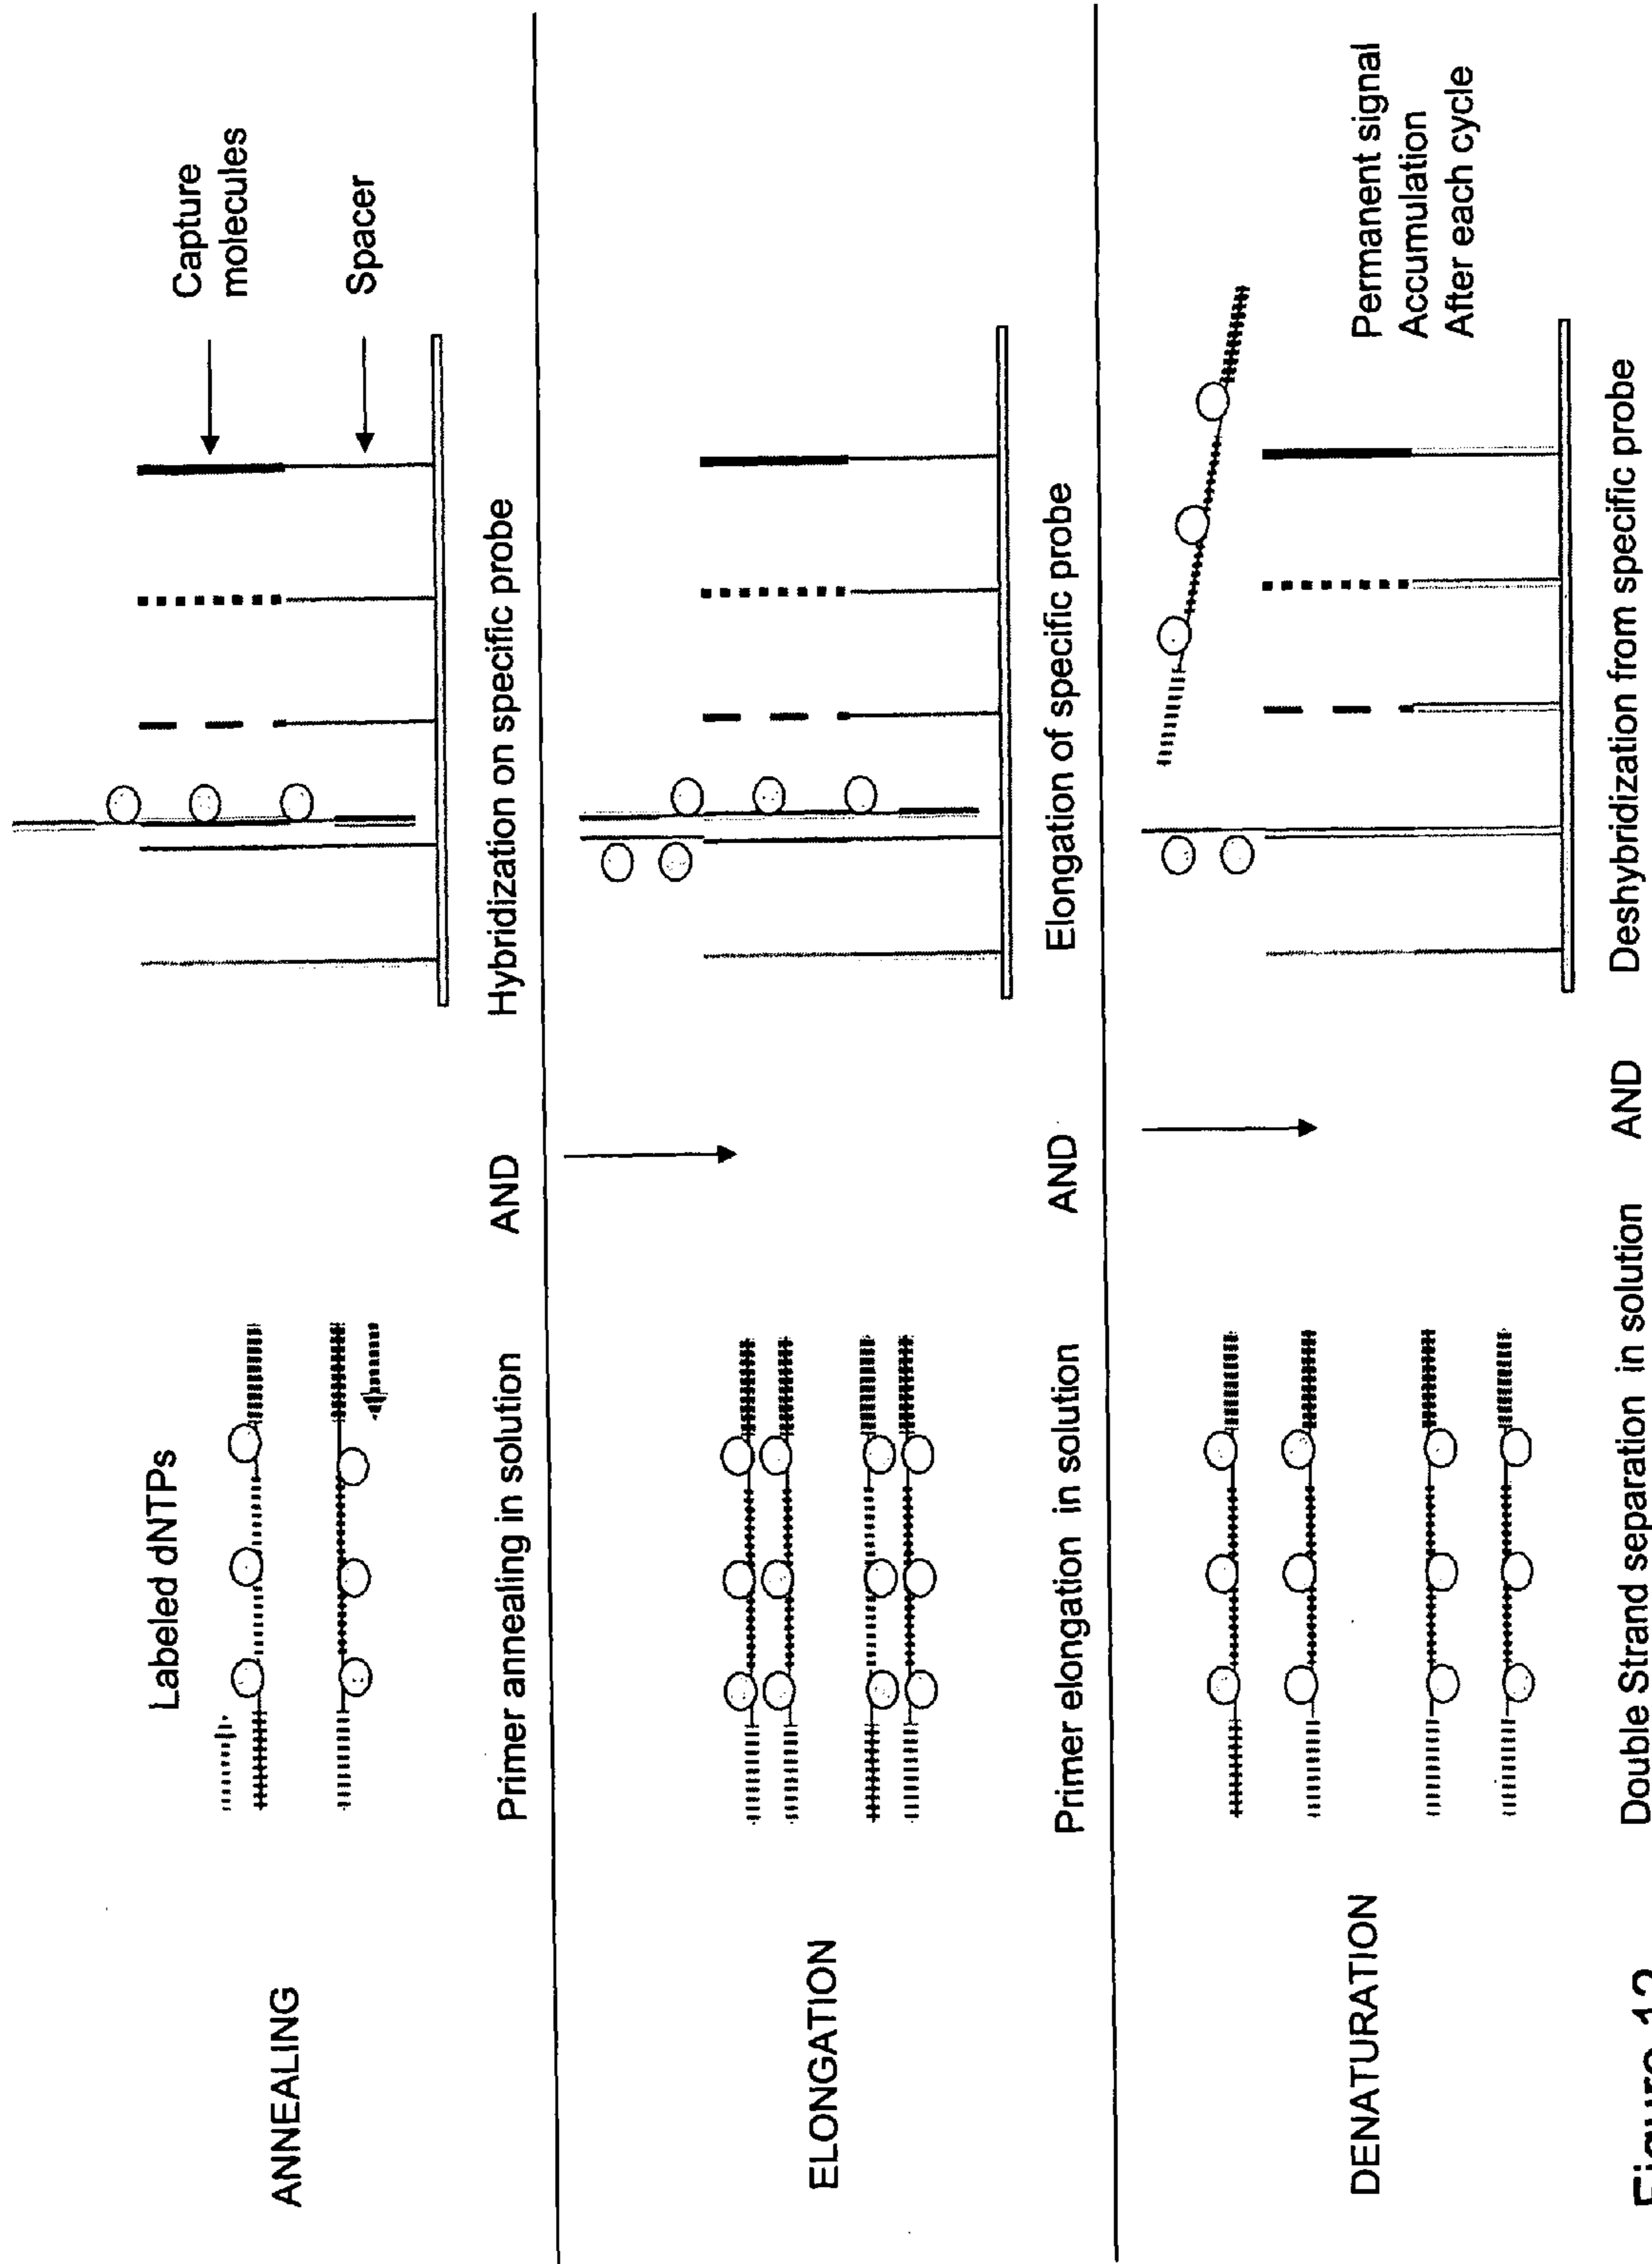 ANNEALING
Labeled dNTPs
Capture
molecules
Spacer
Primer annealing in solution AND Hybridization on specific probe
ELONGATION
Primer elongation in solution AND Elongation of specific probe
DENATURATION
Permanent signal
Accumulation
After each cycle
Double Strand separation in solution AND Deshybridization from specific probe
Figure 12